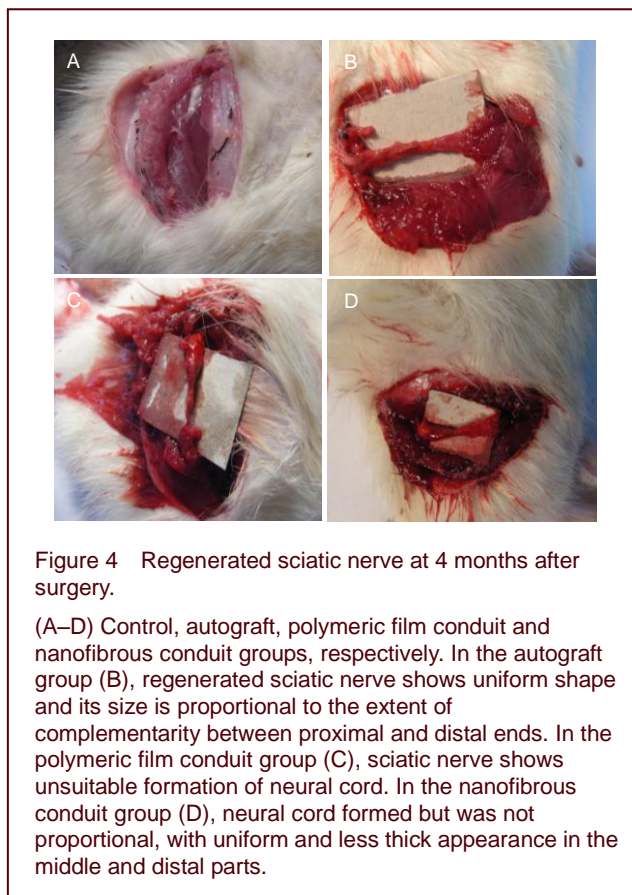 A
B
C
D
Figure 4 Regenerated sciatic nerve at 4 months after
surgery.
(A–D) Control, autograft, polymeric film conduit and
nanofibrous conduit groups, respectively. In the autograft
group (B), regenerated sciatic nerve shows uniform shape
and its size is proportional to the extent of
complementarity between proximal and distal ends. In the
polymeric film conduit group (C), sciatic nerve shows
unsuitable formation of neural cord. In the nanofibrous
conduit group (D), neural cord formed but was not
proportional, with uniform and less thick appearance in the
middle and distal parts.